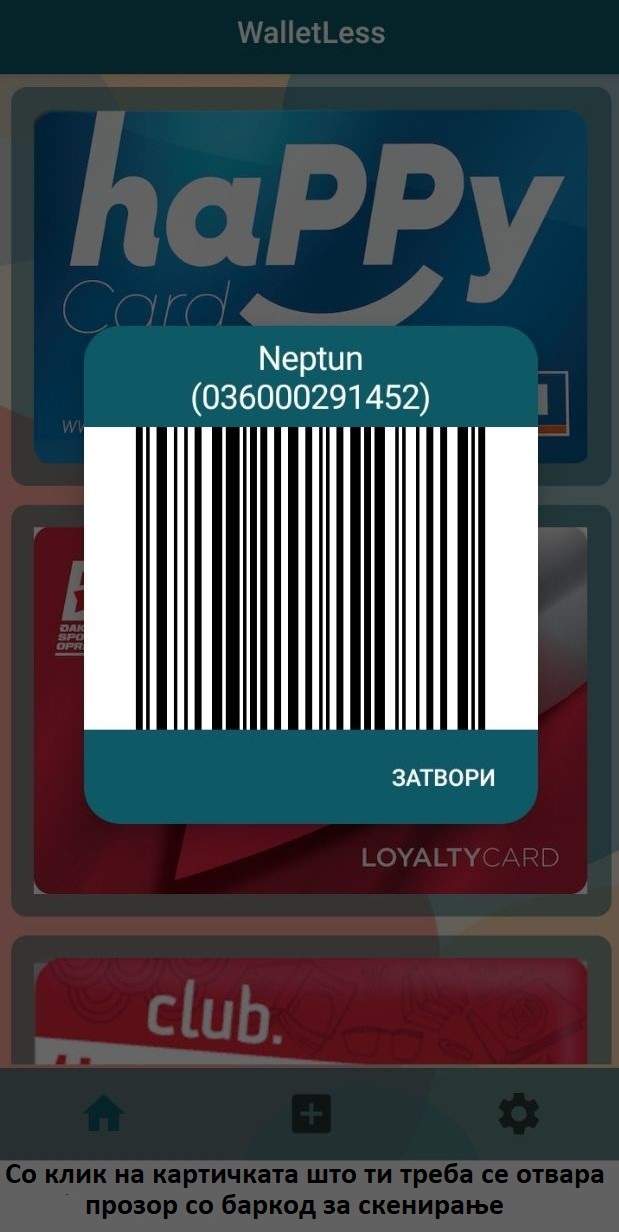 WalletLess
haPPy
Card
Neptun
(036000291452)
ЗАТВОРИ
LOYALTYCARD
club.
Со клик на картичката што ти треба се отвара
прозор со баркод за скенирање